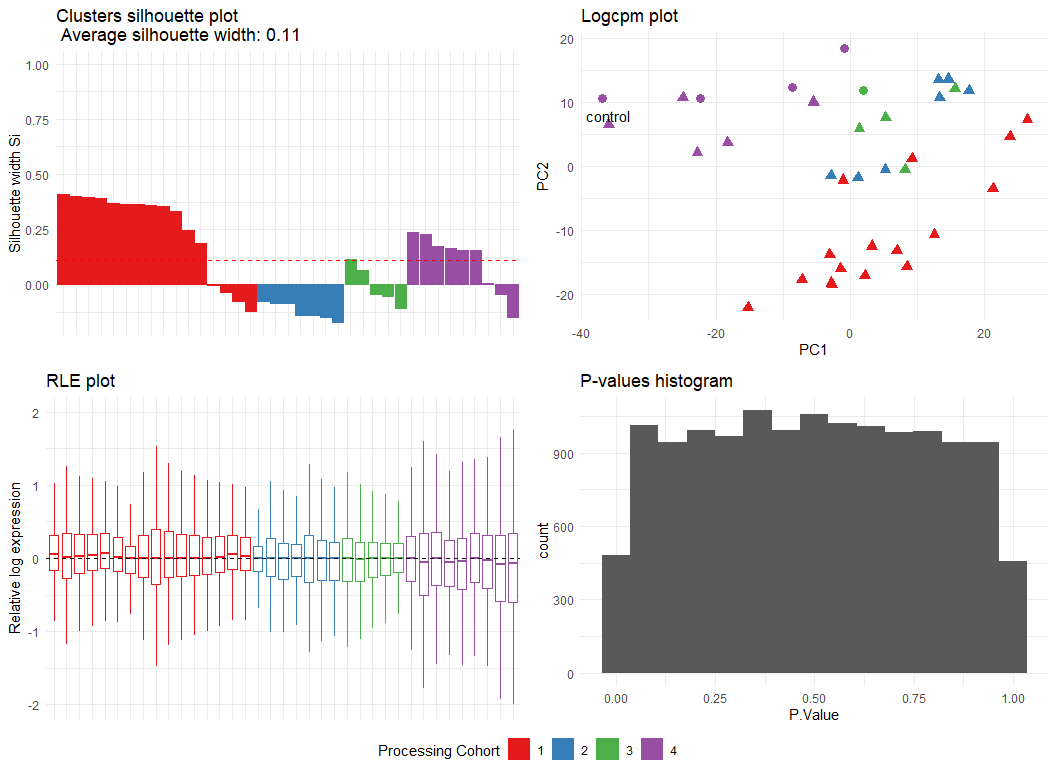 Clusters silhouette plot
Average silhouette width: 0.11
1.00
0.75
0.50
0.25
0.00
Silhouette width Si
Logcpm plot
20
10
0
-10
-20
PC2
control
-40
-20
0
20
PC1
RLE plot
2
1
0
-1
-2
Relative log expression
P-values histogram
900
600
300
0
count
0.00
0.25
0.50
0.75
1.00
P.Value
Processing Cohort 1 2 3 4